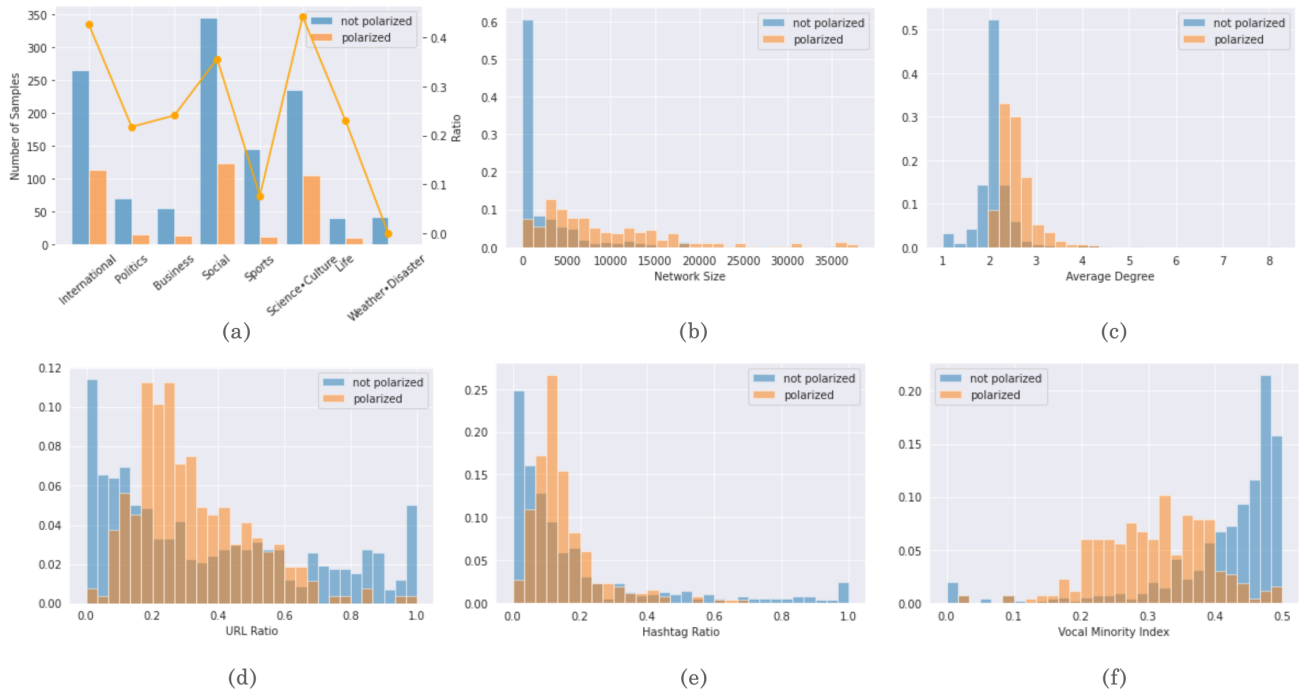 350
300
250
200
150
100
50
0
Number of Samples
not polarized
polarized
0.4
0.3
0.2
0.1
0.0
Ratio
International
Politics
Business
Social
Sports
Science•Culture
Life
Weather•Disaster
(a)
0.6
0.5
0.4
0.3
0.2
0.1
0.0
not polarized
polarized
0 5000 10000 15000 20000 25000 30000 35000
Network Size
(b)
0.5
0.4
0.3
0.2
0.1
0.0
not polarized
polarized
1 2 3 4 5 6 7 8
Average Degree
(c)
0.12
0.10
0.08
0.06
0.04
0.02
0.00
not polarized
polarized
0.0 0.2 0.4 0.6 0.8 1.0
URL Ratio
(d)
0.25
0.20
0.15
0.10
0.05
0.00
not polarized
polarized
0.0 0.2 0.4 0.6 0.8 1.0
Hashtag Ratio
(e)
0.20
0.15
0.10
0.05
0.00
not polarized
polarized
0.0 0.1 0.2 0.3 0.4 0.5
Vocal Minority Index
(f)